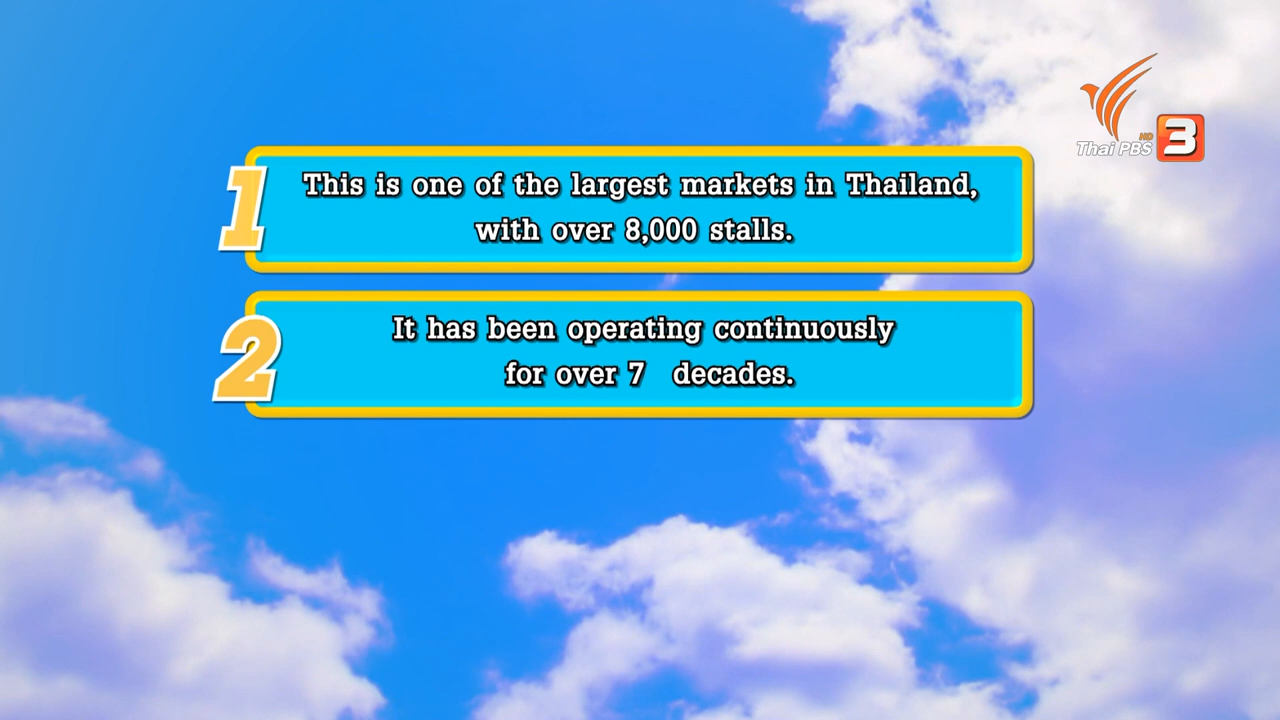 HD
Thai PBS 3
1
This is one of the largest markets in Thailand,
with over 8,000 stalls.
2
It has been operating continuously
for over 7 decades.